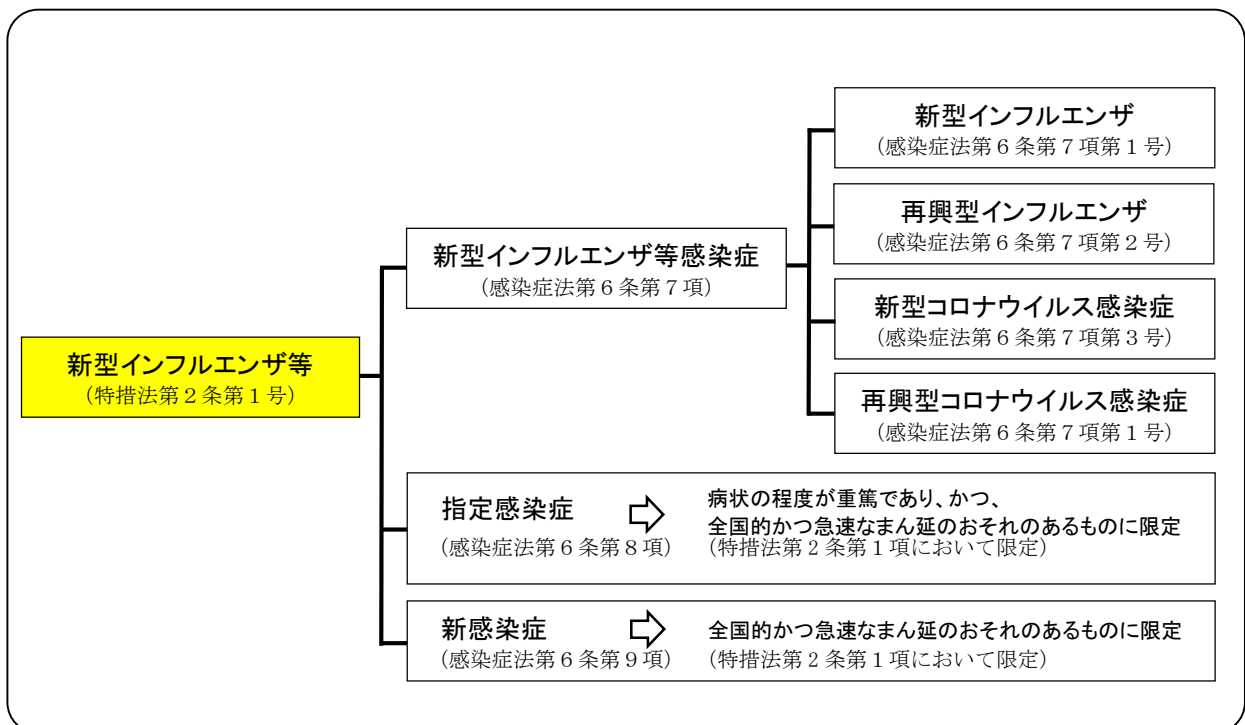 新型インフルエンザ等
(特措法第2条第1号)
新型インフルエンザ等感染症
(感染症法第6条第7項)
新型インフルエンザ
(感染症法第6条第7項第1号)
再興型インフルエンザ
(感染症法第6条第7項第2号)
新型コロナウイルス感染症
(感染症法第6条第7項第3号)
再興型コロナウイルス感染症
(感染症法第6条第7項第1号)
指定感染症
(感染症法第6条第8項)
病状の程度が重篤であり、かつ、
全国的かつ急速なまん延のおそれのあるものに限定
(特措法第2条第1項において限定)
新感染症
(感染症法第6条第9項)
全国的かつ急速なまん延のおそれのあるものに限定
(特措法第2条第1項において限定)